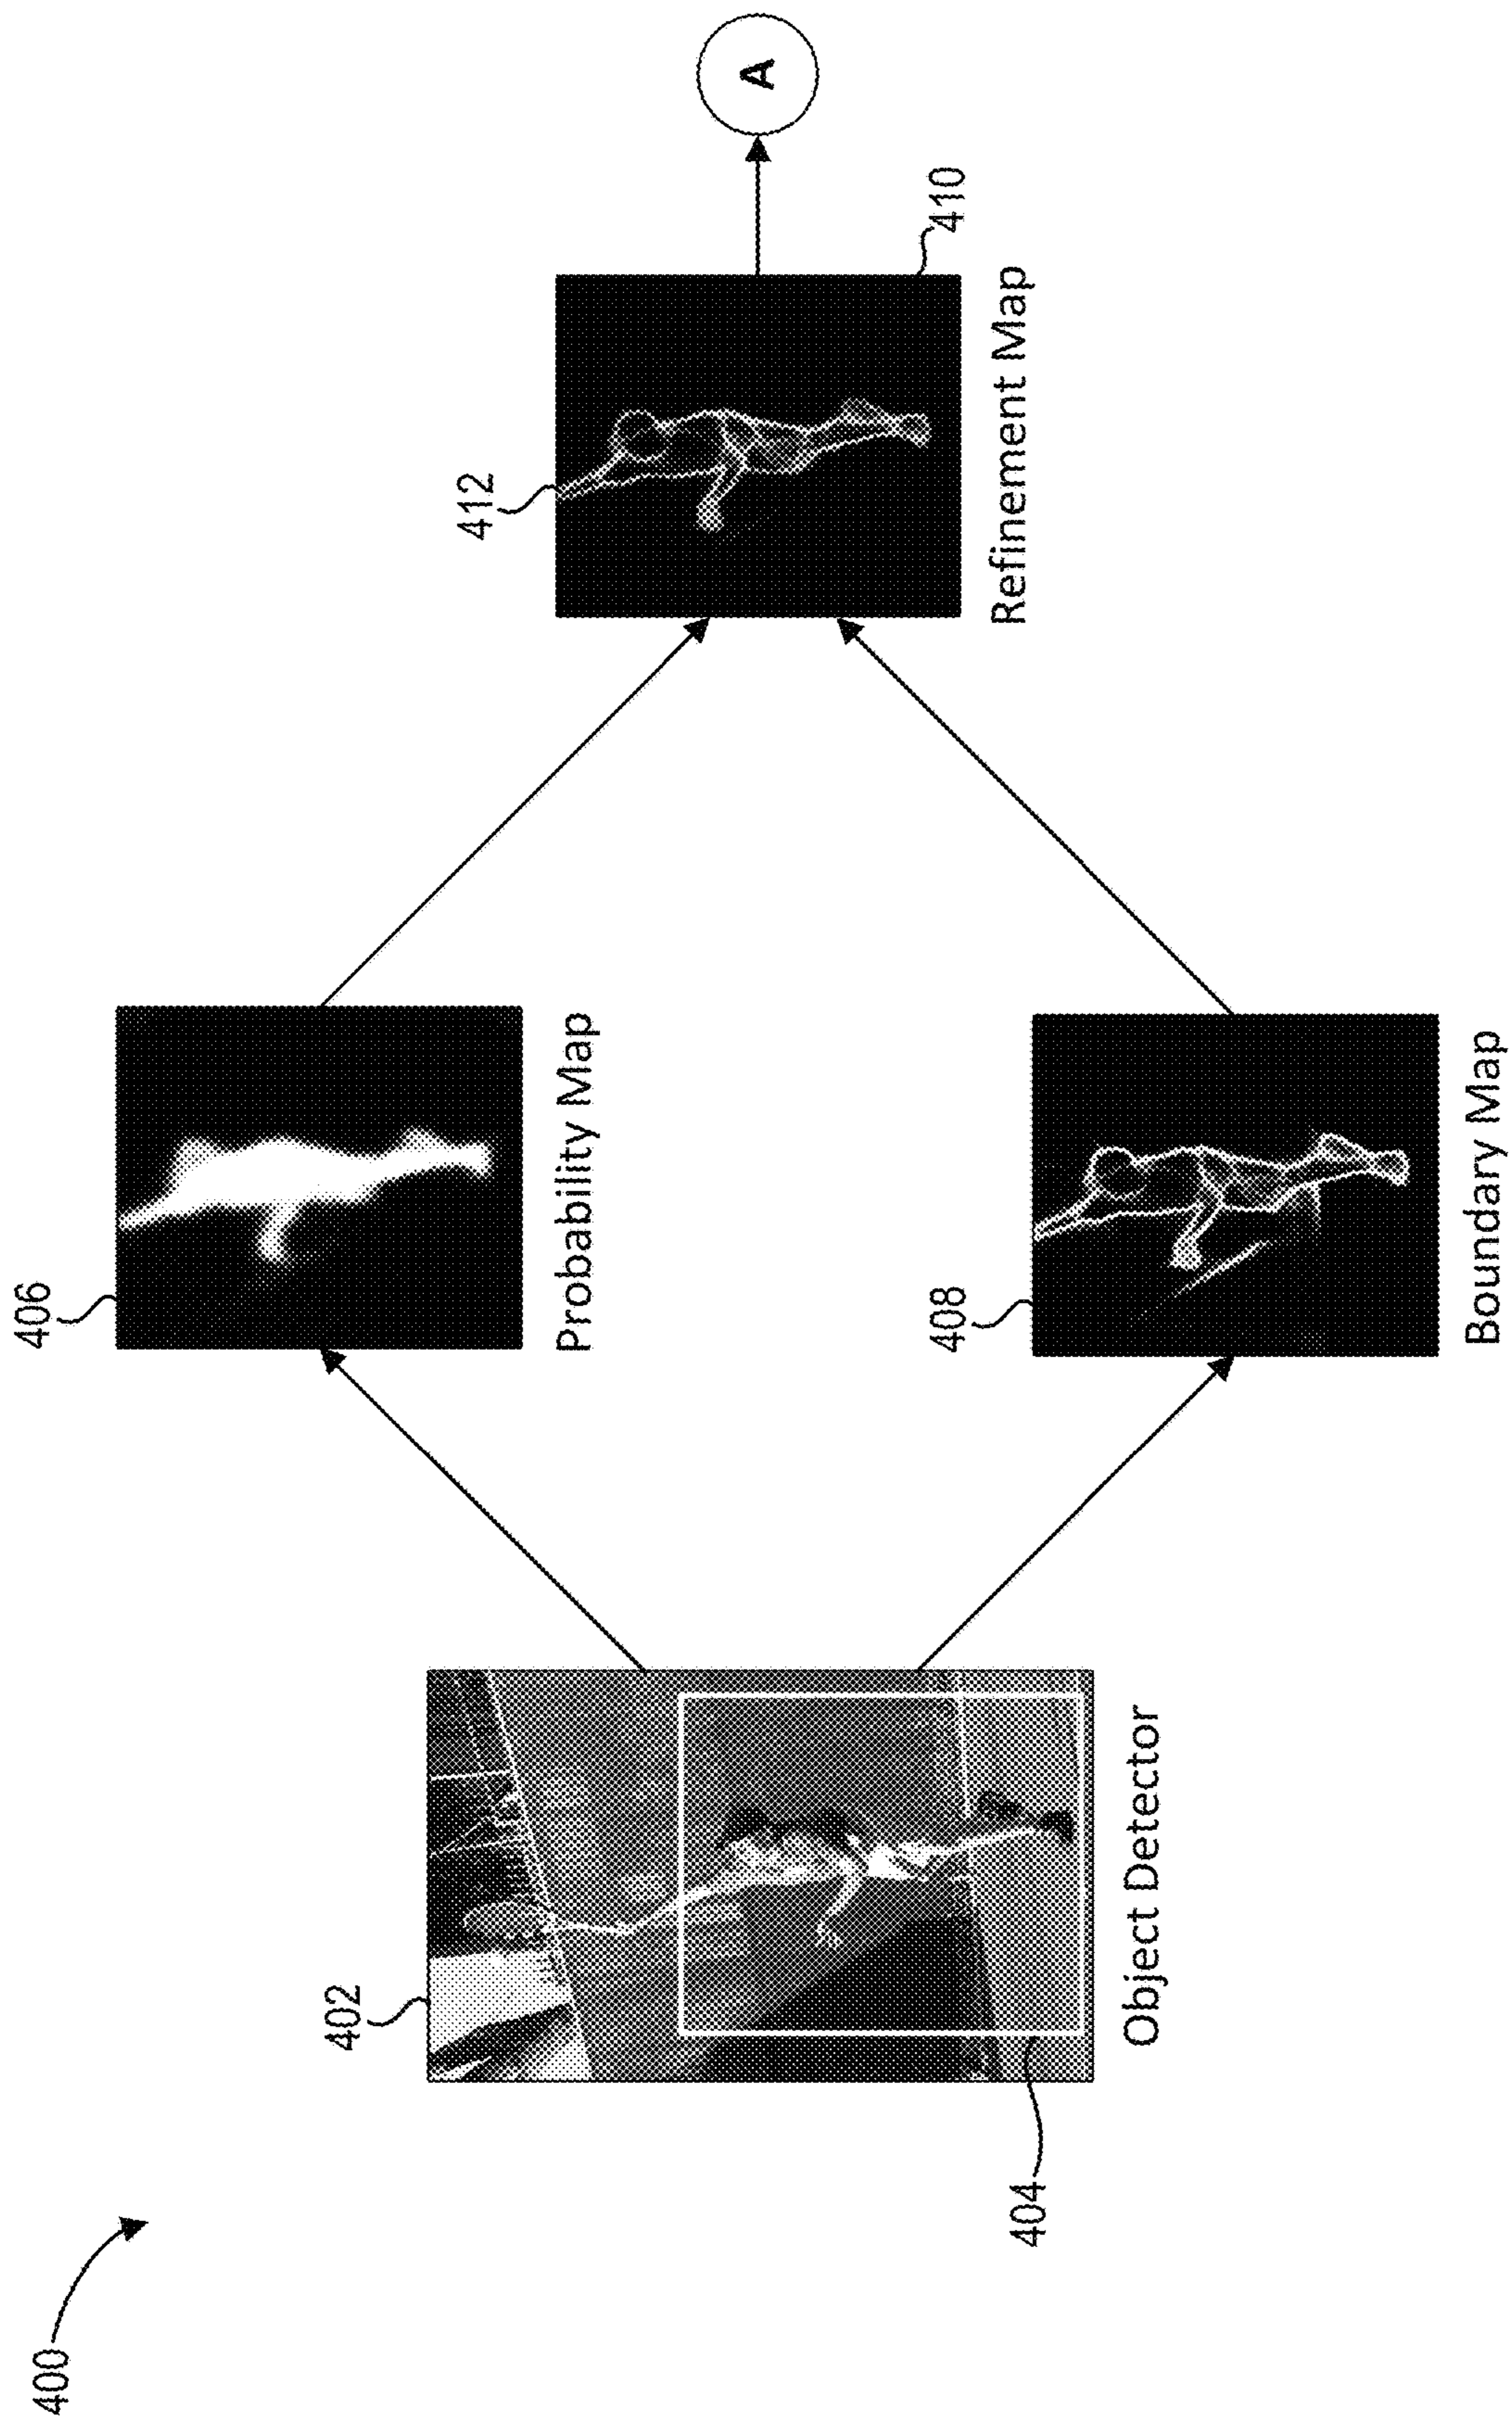 400
402
404
Object Detector
406
Probability Map
408
Boundary Map
412
410
Refinement Map
A